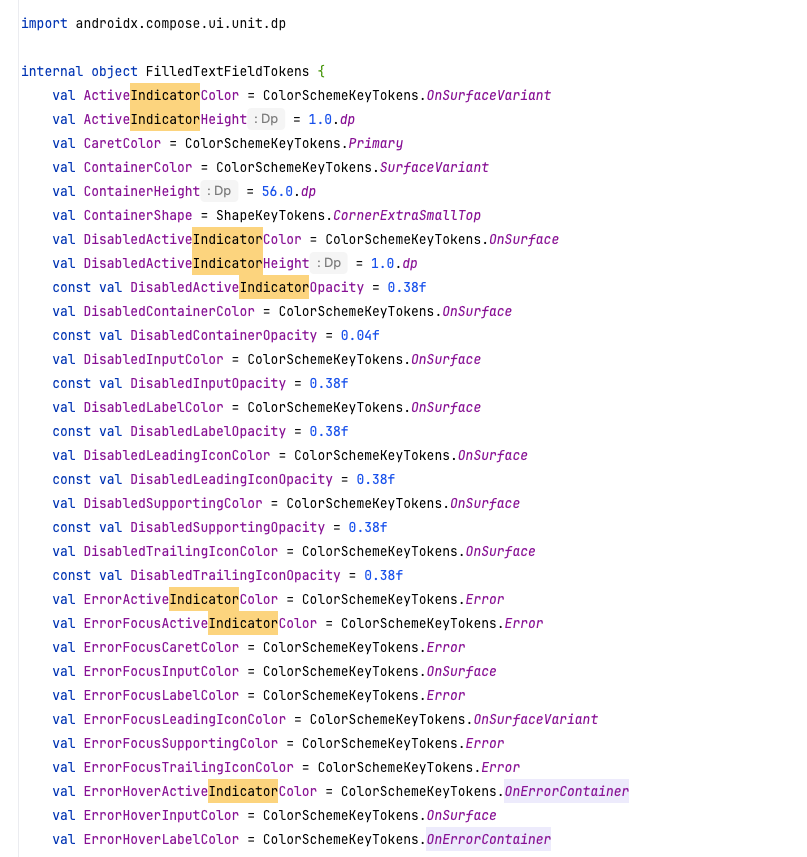 import androidx.compose.ui.unit.dp
internal object FilledTextFieldTokens {
val ActiveIndicatorColor = ColorSchemeKeyTokens.OnSurfaceVariant
val ActiveIndicatorHeight : Dp = 1.0.dp
val CaretColor = ColorSchemeKeyTokens.Primary
val ContainerColor = ColorSchemeKeyTokens.SurfaceVariant
val ContainerHeight : Dp = 56.0.dp
val ContainerShape = ShapeKeyTokens.CornerExtraSmallTop
val DisabledActiveIndicatorColor = ColorSchemeKeyTokens.OnSurface
val DisabledActiveIndicatorHeight : Dp = 1.0.dp
const val DisabledActiveIndicatorOpacity = 0.38f
val DisabledContainerColor = ColorSchemeKeyTokens.OnSurface
const val DisabledContainerOpacity = 0.04f
val DisabledInputColor = ColorSchemeKeyTokens.OnSurface
const val DisabledInputOpacity = 0.38f
val DisabledLabelColor = ColorSchemeKeyTokens.OnSurface
const val DisabledLabelOpacity = 0.38f
val DisabledLeadingIconColor = ColorSchemeKeyTokens.OnSurface
const val DisabledLeadingIconOpacity = 0.38f
val DisabledSupportingColor = ColorSchemeKeyTokens.OnSurface
const val DisabledSupportingOpacity = 0.38f
val DisabledTrailingIconColor = ColorSchemeKeyTokens.OnSurface
const val DisabledTrailingIconOpacity = 0.38f
val ErrorActiveIndicatorColor = ColorSchemeKeyTokens.Error
val ErrorFocusActiveIndicatorColor = ColorSchemeKeyTokens.Error
val ErrorFocusCaretColor = ColorSchemeKeyTokens.Error
val ErrorFocusInputColor = ColorSchemeKeyTokens.OnSurface
val ErrorFocusLabelColor = ColorSchemeKeyTokens.Error
val ErrorFocusLeadingIconColor = ColorSchemeKeyTokens.OnSurfaceVariant
val ErrorFocusSupportingColor = ColorSchemeKeyTokens.Error
val ErrorFocusTrailingIconColor = ColorSchemeKeyTokens.Error
val ErrorHoverActiveIndicatorColor = ColorSchemeKeyTokens.OnErrorContainer
val ErrorHoverInputColor = ColorSchemeKeyTokens.OnSurface
val ErrorHoverLabelColor = ColorSchemeKeyTokens.OnErrorContainer